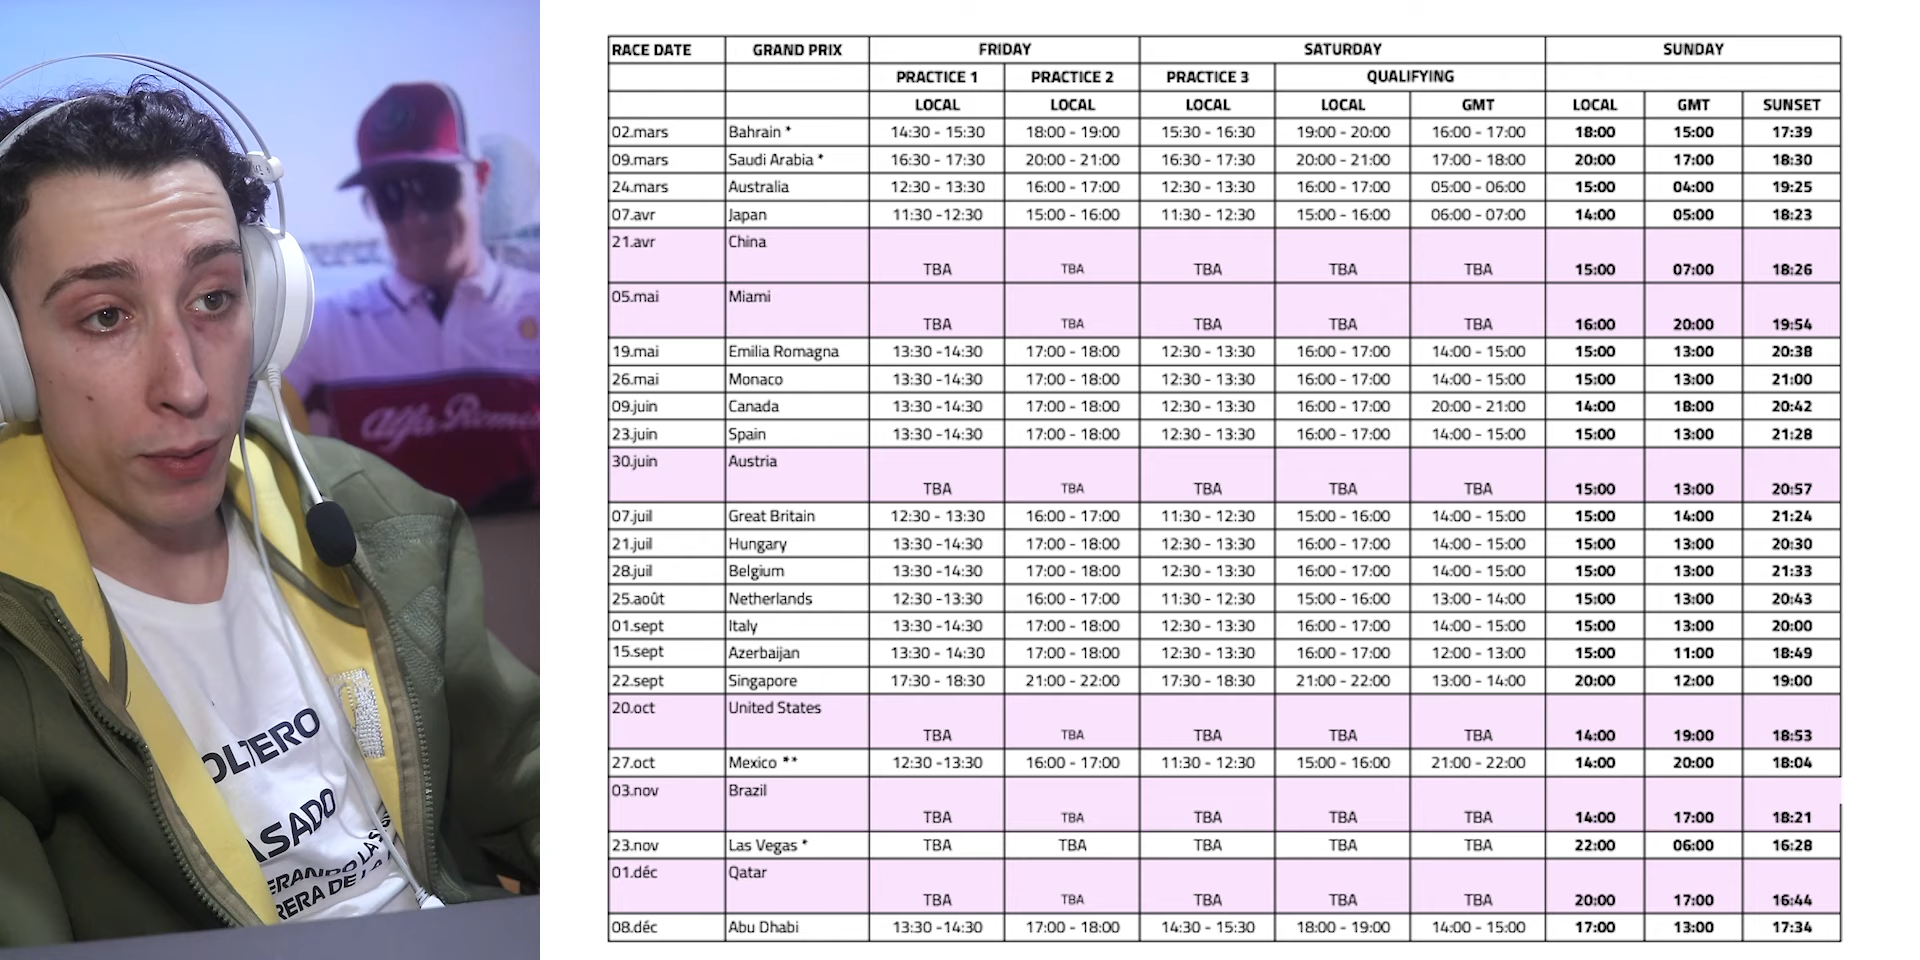 Alfa Romeo
OLTERO
ASADO
ERANDO LAS
RERA DE
RACE DATE GRAND PRIX FRIDAY SATURDAY SUNDAY
PRACTICE 1 PRACTICE 2 PRACTICE 3 QUALIFYING
LOCAL LOCAL LOCAL LOCAL GMT LOCAL GMT SUNSET
02.mars Bahrain * 14:30 - 15:30 18:00 - 19:00 15:30 - 16:30 19:00 - 20:00 16:00 - 17:00 18:00 15:00 17:39
09.mars Saudi Arabia * 16:30 - 17:30 20:00 - 21:00 16:30 - 17:30 20:00 - 21:00 17:00 - 18:00 20:00 17:00 18:30
24.mars Australia 12:30 - 13:30 16:00 - 17:00 12:30 - 13:30 16:00 - 17:00 05:00 - 06:00 15:00 04:00 19:25
07.avr Japan 11:30 -12:30 15:00 - 16:00 11:30 - 12:30 15:00 - 16:00 06:00 - 07:00 14:00 05:00 18:23
21.avr China TBA TBA TBA TBA TBA 15:00 07:00 18:26
05.mai Miami TBA TBA TBA TBA TBA 16:00 20:00 19:54
19.mai Emilia Romagna 13:30 -14:30 17:00 - 18:00 12:30 - 13:30 16:00 - 17:00 14:00 - 15:00 15:00 13:00 20:38
26.mai Monaco 13:30 -14:30 17:00 - 18:00 12:30 - 13:30 16:00 - 17:00 14:00 - 15:00 15:00 13:00 21:00
09.juin Canada 13:30 -14:30 17:00 - 18:00 12:30 - 13:30 16:00 - 17:00 20:00 - 21:00 14:00 18:00 20:42
23.juin Spain 13:30 -14:30 17:00 - 18:00 12:30 - 13:30 16:00 - 17:00 14:00 - 15:00 15:00 13:00 21:28
30.juin Austria TBA TBA TBA TBA TBA 15:00 13:00 20:57
07.juil Great Britain 12:30 - 13:30 16:00 - 17:00 11:30 - 12:30 15:00 - 16:00 14:00 - 15:00 15:00 14:00 21:24
21.juil Hungary 13:30 -14:30 17:00 - 18:00 12:30 - 13:30 16:00 - 17:00 14:00 - 15:00 15:00 13:00 20:30
28.juil Belgium 13:30 -14:30 17:00 - 18:00 12:30 - 13:30 16:00 - 17:00 14:00 - 15:00 15:00 13:00 21:33
25.août Netherlands 12:30 -13:30 16:00 - 17:00 11:30 - 12:30 15:00 - 16:00 13:00 - 14:00 15:00 13:00 20:43
01.sept Italy 13:30 -14:30 17:00 - 18:00 12:30 - 13:30 16:00 - 17:00 14:00 - 15:00 15:00 13:00 20:00
15.sept Azerbaijan 13:30 - 14:30 17:00 - 18:00 12:30 - 13:30 16:00 - 17:00 12:00 - 13:00 15:00 11:00 18:49
22.sept Singapore 17:30 - 18:30 21:00 - 22:00 17:30 - 18:30 21:00 - 22:00 13:00 - 14:00 20:00 12:00 19:00
20.oct United States TBA TBA TBA TBA TBA 14:00 19:00 18:53
27.oct Mexico ** 12:30 -13:30 16:00 - 17:00 11:30 - 12:30 15:00 - 16:00 21:00 - 22:00 14:00 20:00 18:04
03.nov Brazil TBA TBA TBA TBA TBA 14:00 17:00 18:21
23.nov Las Vegas * TBA TBA TBA TBA TBA 22:00 06:00 16:28
01.déc Qatar TBA TBA TBA TBA TBA 20:00 17:00 16:44
08.déc Abu Dhabi 13:30 -14:30 17:00 - 18:00 14:30 - 15:30 18:00 - 19:00 14:00 - 15:00 17:00 13:00 17:34